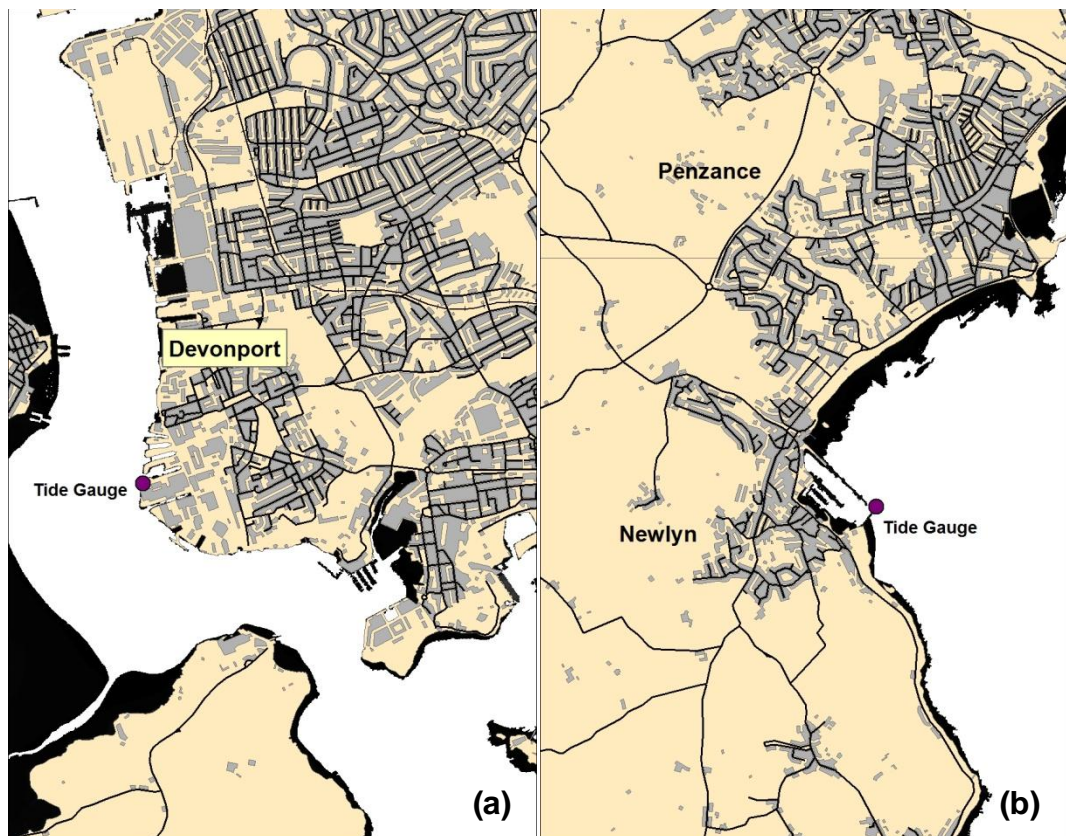 Devonport
Tide Gauge
(a)
Penzance
Newlyn
Tide Gauge
(b)